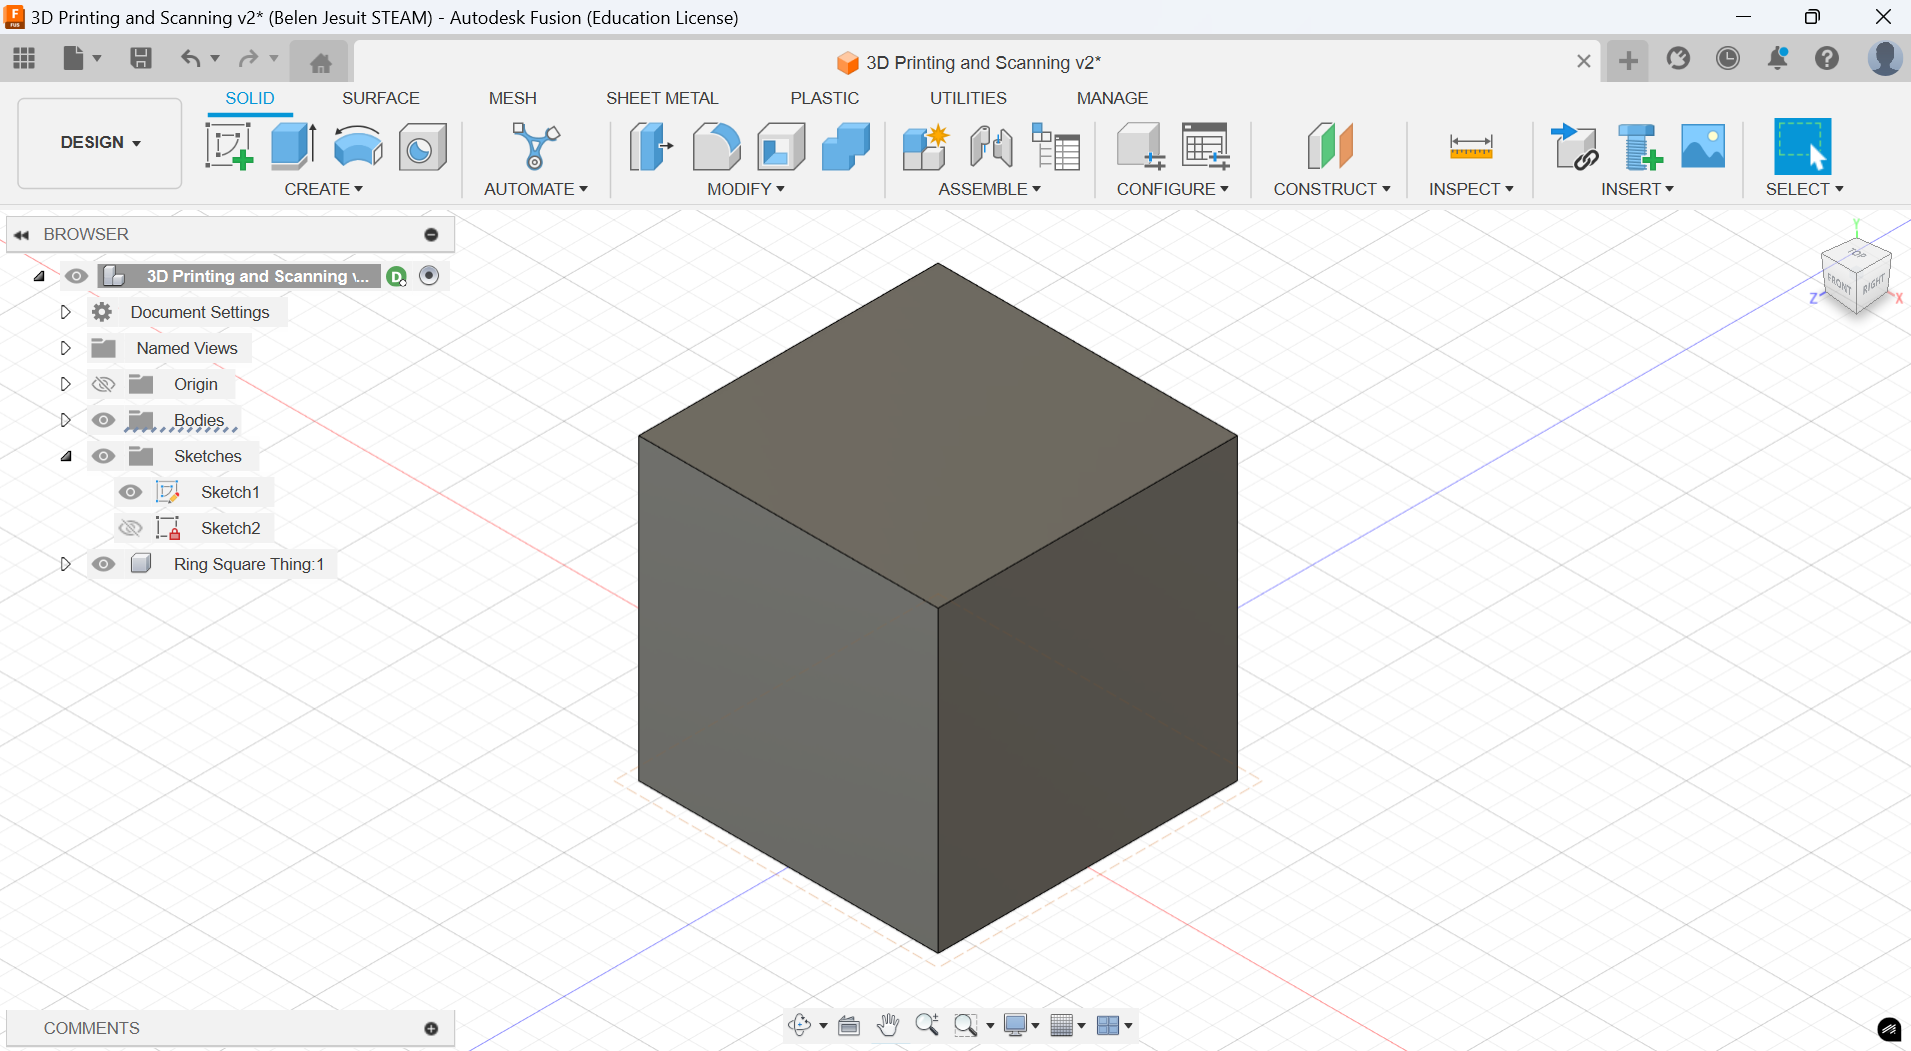 3D Printing and Scanning v2* (Belen Jesuit STEAM) - Autodesk Fusion (Education License)
3D Printing and Scanning v2*
SOLID SURFACE MESH SHEET METAL PLASTIC UTILITIES MANAGE
DESIGN
CREATE AUTOMATE MODIFY ASSEMBLE CONFIGURE CONSTRUCT INSPECT INSERT SELECT
BROWSER
3D Printing and Scanning v...
D
Document Settings
Named Views
Origin
Bodies
Sketches
Sketch1
Sketch2
Ring Square Thing:1
Y
TOP
FRONT RIGHT
Z X
COMMENTS